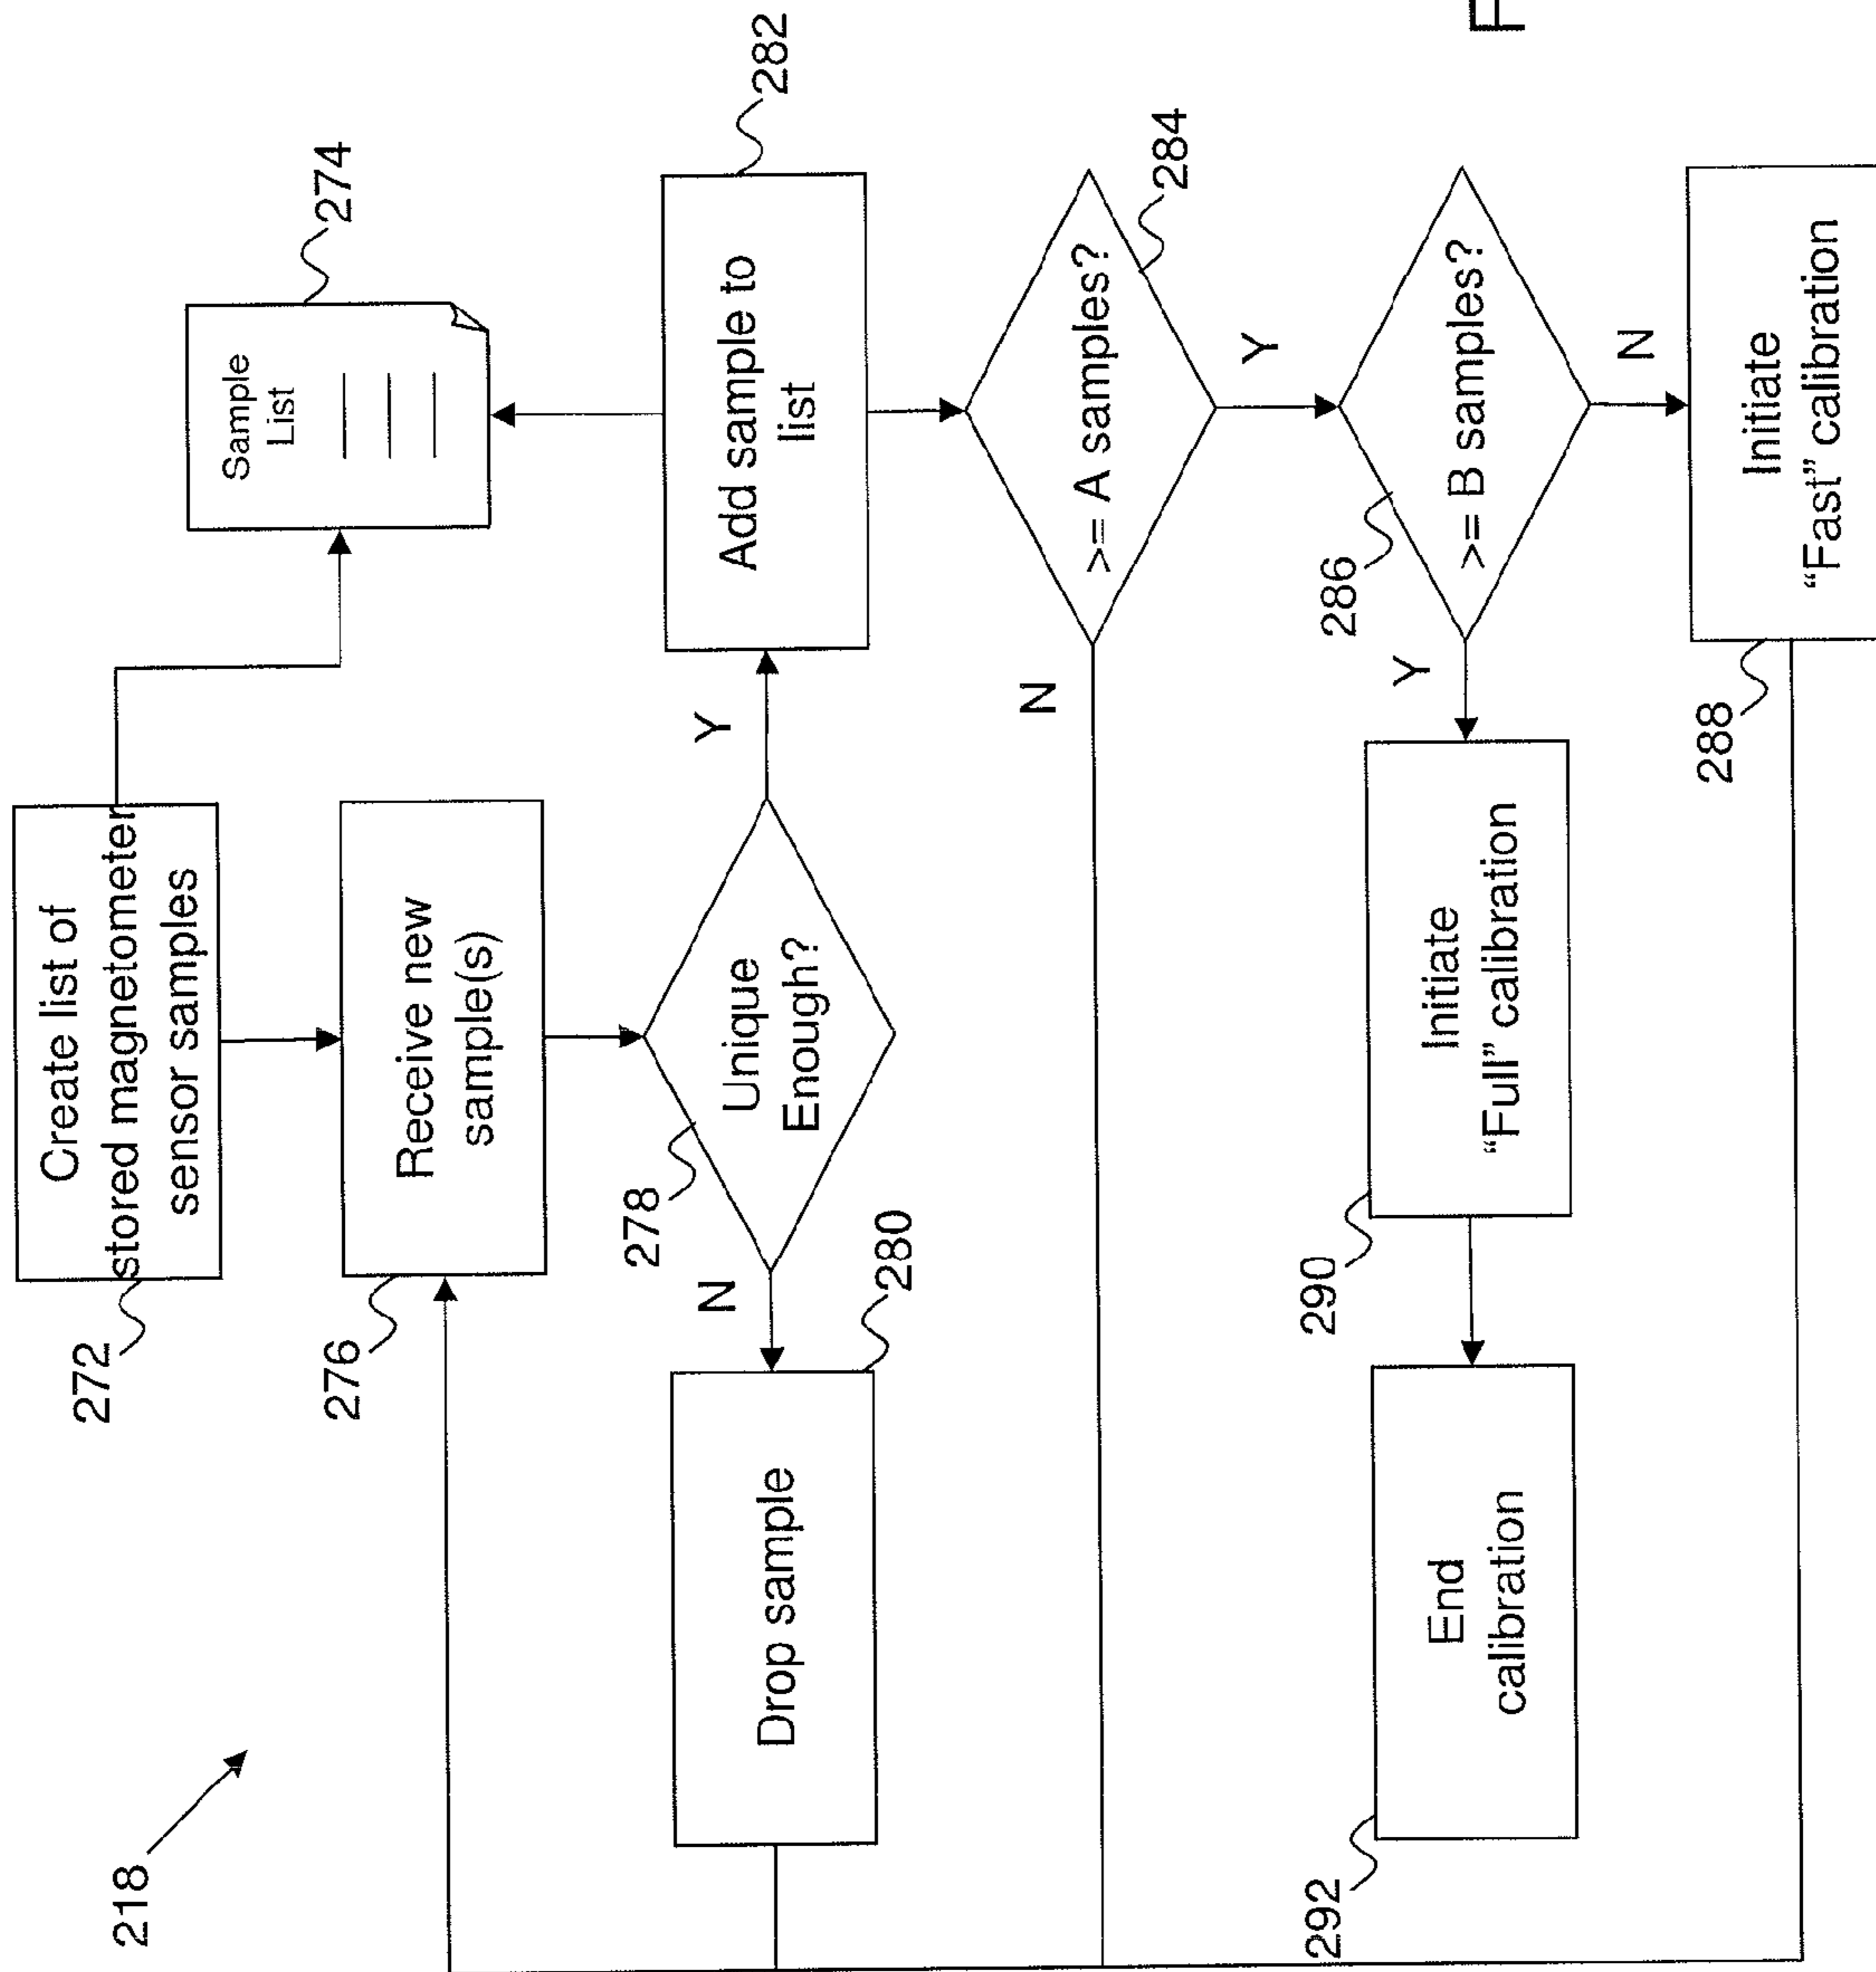 218
272
Create list of
stored magnetometer
sensor samples
274
Sample
List
276
Receive new
sample(s)
278
Unique
Enough?
N
Y
280
Drop sample
282
Add sample to
list
284
>= A samples?
N
Y
286
>= B samples?
Y
N
290
Initiate
“Full” calibration
292
End
calibration
288
Initiate
“Fast” calibration
F